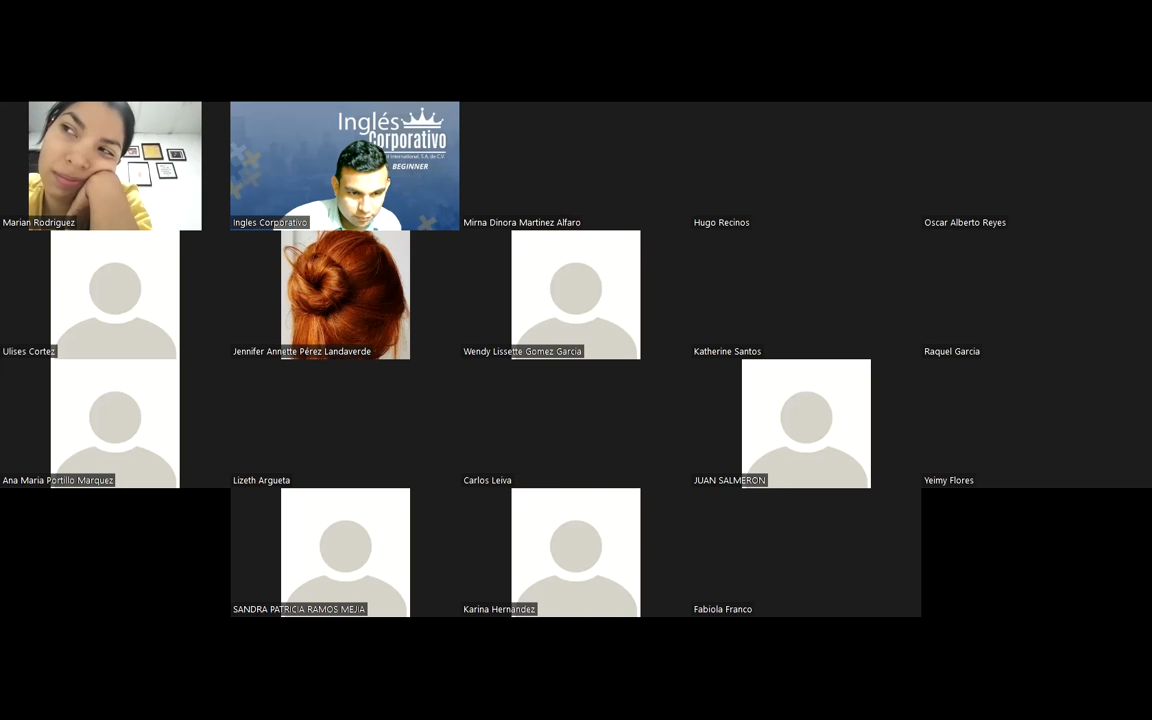 Inglés
Corporativo
International, S.A. de C.V.
BEGINNER
Marian Rodriguez
Ingles Corporativo
Mirna Dinora Martinez Alfaro
Hugo Recinos
Oscar Alberto Reyes
Ulises Cortez
Jennifer Annette Pérez Landaverde
Wendy Lissette Gomez Garcia
Katherine Santos
Raquel Garcia
Ana Maria Portillo Marquez
Lizeth Argueta
Carlos Leiva
JUAN SALMERON
Yeimy Flores
SANDRA PATRICIA RAMOS MEJIA
Karina Hernandez
Fabiola Franco